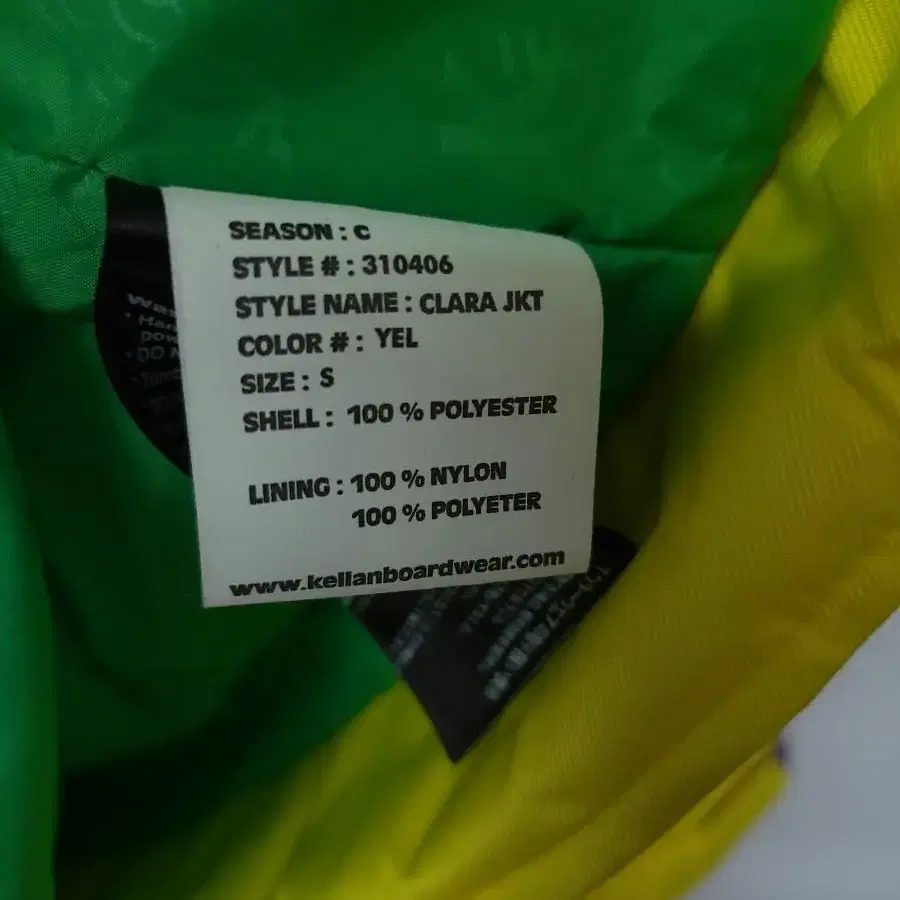 SEASON : C
STYLE # : 310406
STYLE NAME : CLARA JKT
COLOR # : YEL
SIZE : S
SHELL : 100 % POLYESTER
LINING : 100 % NYLON
100 % POLYETER
www.kellanboardwear.com
DO